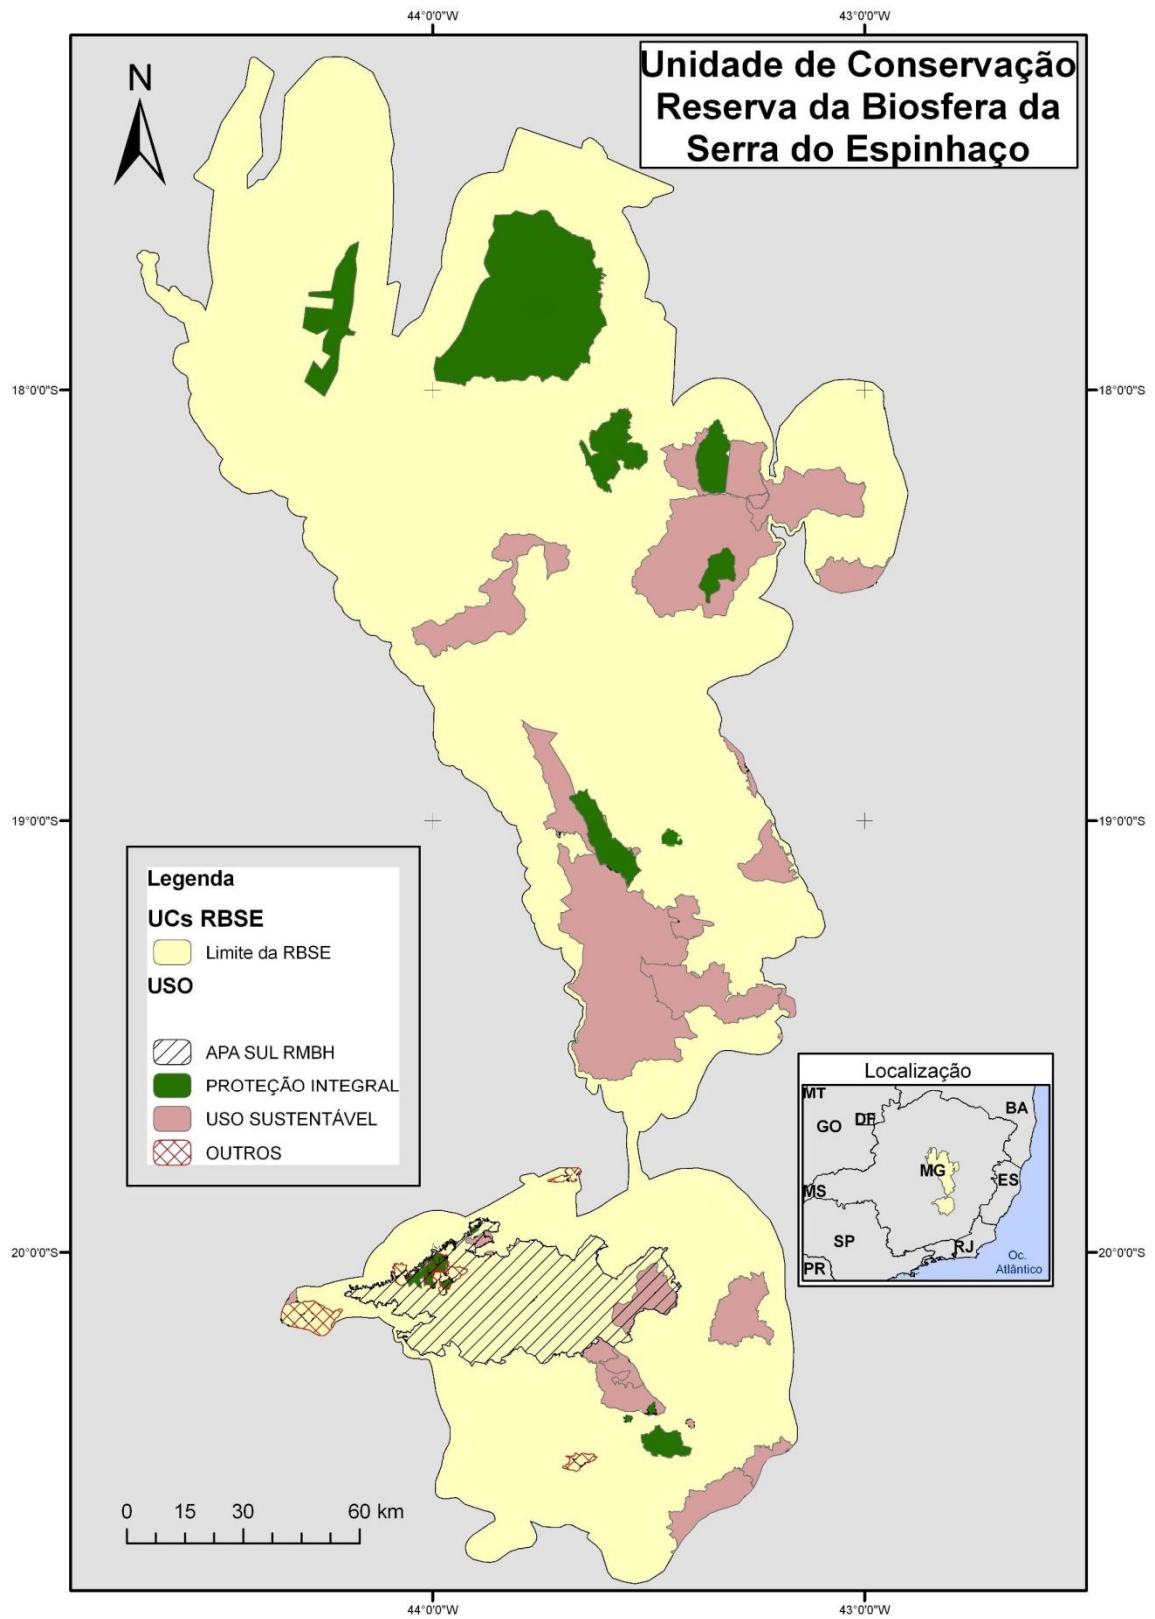 44°0'0"W
43°0'0"W
Unidade de Conservação
Reserva da Biosfera da
Serra do Espinhaço
N
18°0'0"S
18°0'0"S
19°0'0"S
19°0'0"S
Legenda
UCs RBSE
Limite da RBSE
USO
APA SUL RMBH
PROTEÇÃO INTEGRAL
USO SUSTENTÁVEL
OUTROS
Localização
MT
GO
DF
BA
MG
ES
MS
SP
RJ
PR
Oc.
Atlântico
20°0'0"S
20°0'0"S
0 15 30 60 km
44°0'0"W
43°0'0"W